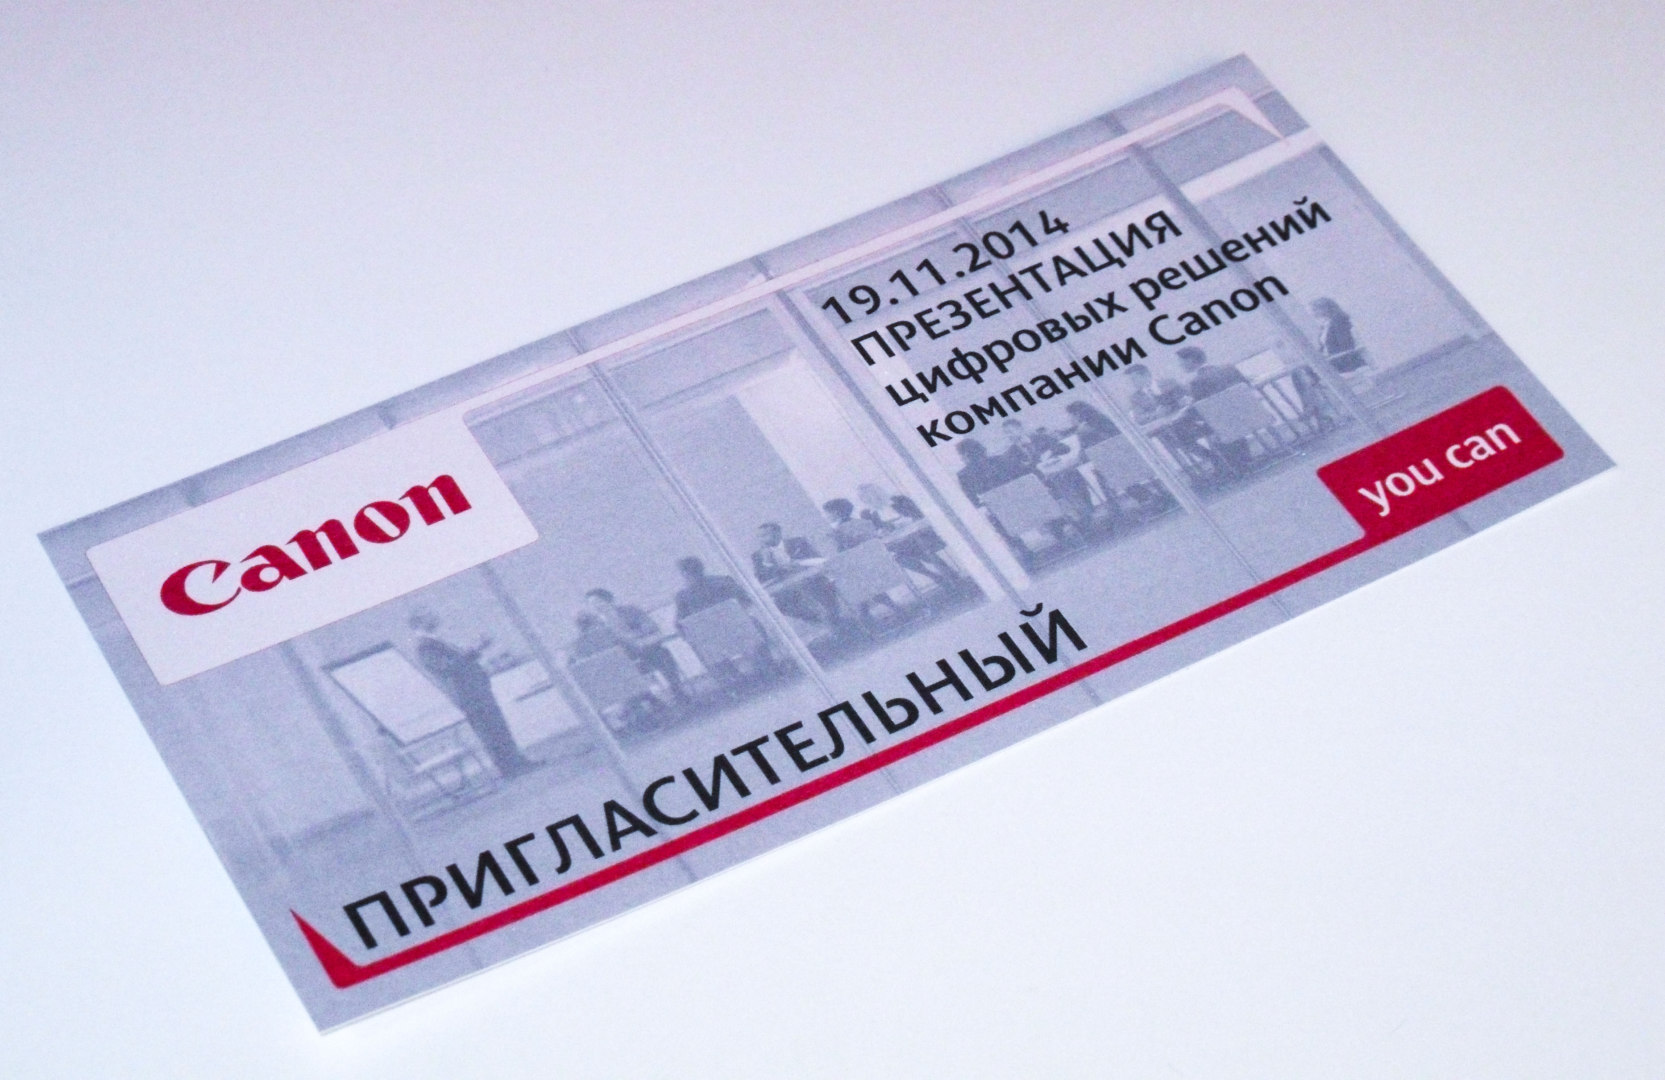 Canon
19.11.2014
ПРЕЗЕНТАЦИЯ
цифровых решений
компании Canon
you can
ПРИГЛАСИТЕЛЬНЫЙ